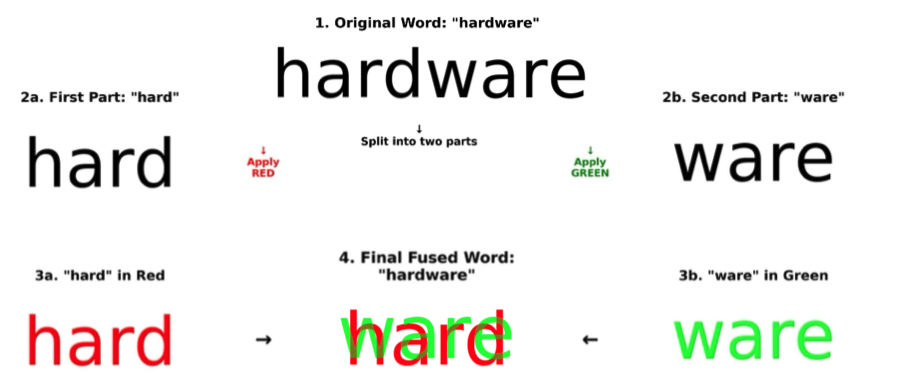 1. Original Word: "hardware"
hardware
2a. First Part: "hard"
2b. Second Part: "ware"
↓
Split into two parts
hard
↓
Apply
RED
↓
Apply
GREEN
ware
4. Final Fused Word:
"hardware"
3a. "hard" in Red
3b. "ware" in Green
hard
→
hard
ware
←
ware